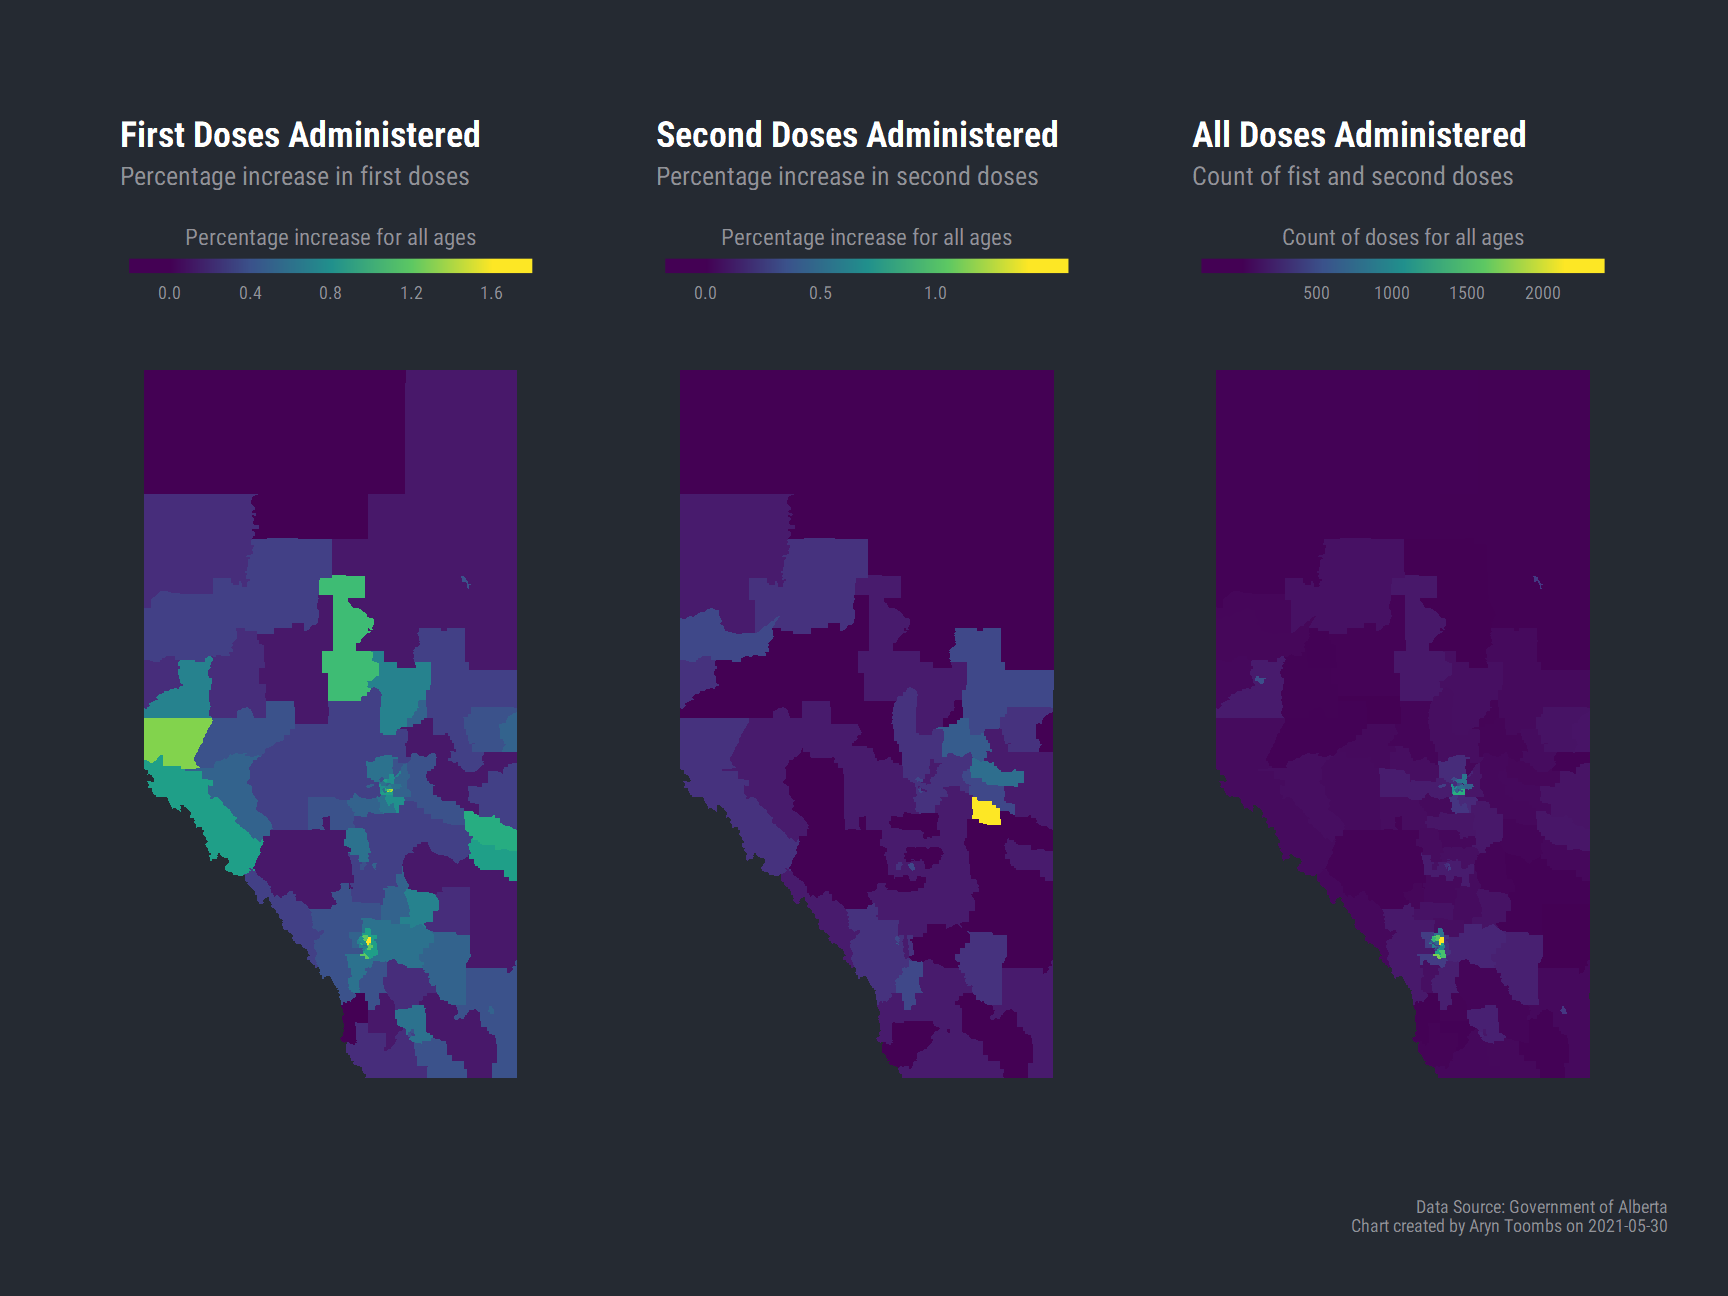 First Doses Administered
Percentage increase in first doses
Percentage increase for all ages
0.0 0.4 0.8 1.2 1.6
Second Doses Administered
Percentage increase in second doses
Percentage increase for all ages
0.0 0.5 1.0
All Doses Administered
Count of fist and second doses
Count of doses for all ages
500 1000 1500 2000
Data Source: Government of Alberta
Chart created by Aryn Toombs on 2021-05-30